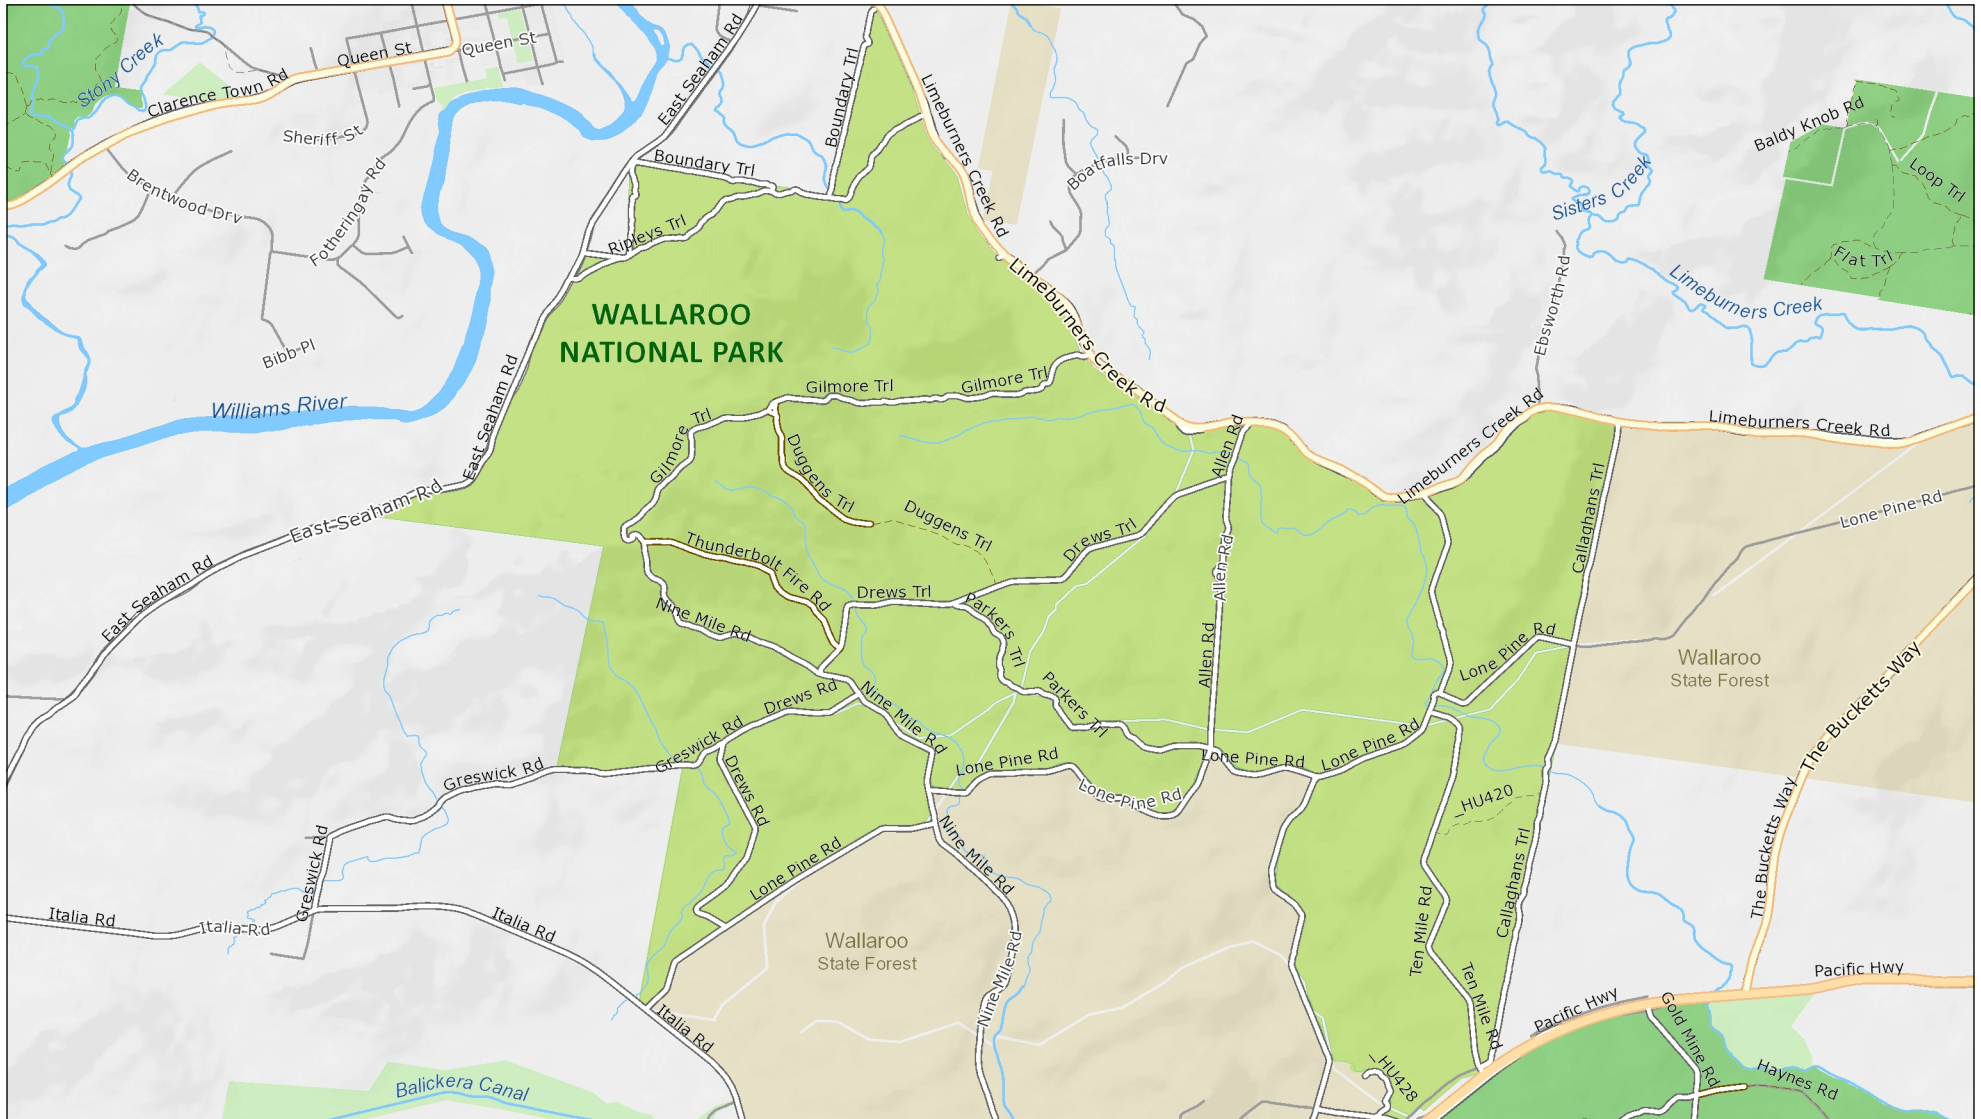 Stony Creek
Clarence Town Rd
Queen St
Queen St
East Seaham Rd
Boundary Trl
Limeburners Creek Rd
Baldy Knob Rd
Loop Trl
Flat Trl
Sheriff St
Brentwood Drv
Fotheringay Rd
Boundary Trl
Boatfalls Drv
Sisters Creek
Ripleys Trl
Limeburners Creek
Ebsworth Rd
Bibb Pl
WALLAROO
NATIONAL PARK
Limeburners Creek Rd
Williams River
East Seaham Rd
Gilmore Trl
Gilmore Trl
Gilmore Trl
Limeburners Creek Rd
Limeburners Creek Rd
Allen Rd
Duggens Trl
Duggens Trl
East Seaham Rd
Callaghans Trl
Lone Pine Rd
Drews Trl
Thunderbolt Fire Rd
East Seaham Rd
Allen Rd
Drews Trl
Nine Mile Rd
Parkers Trl
Lone Pine Rd
Wallaroo
State Forest
Allen Rd
Drews Rd
Nine Mile Rd
Parkers Trl
The Bucketts Way
Greswick Rd
Greswick Rd
Lone Pine Rd
Lone Pine Rd
Lone Pine Rd
Drews Rd
Lone Pine Rd
_HU420
The Bucketts Way
Greswick Rd
Lone Pine Rd
Nine Mile Rd
Callaghans Trl
Italia Rd
Italia Rd
Italia Rd
Wallaroo
State Forest
Ten Mile Rd
Nine Mile Rd
Ten Mile Rd
Pacific Hwy
Pacific Hwy
Italia Rd
Gold Mine Rd
Balickera Canal
_HU428
Haynes Rd